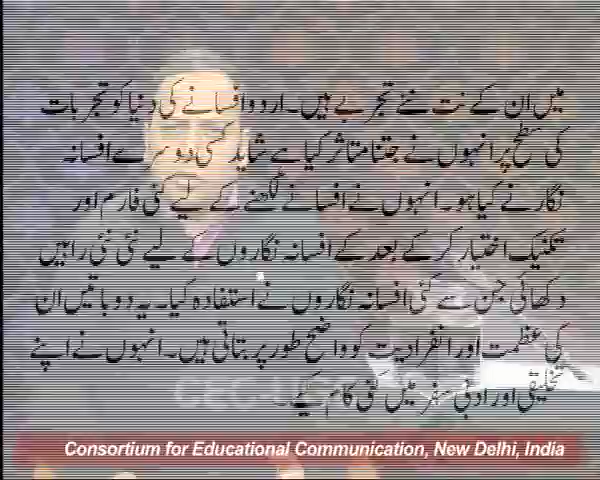 میں ان کے نت نئے تجربے ہیں۔ اردو افسانے کی دنیا کو تجربات
کی سطح پر انہوں نے جتنا متاثر کیا ہے شاید کسی دوسرے افسانہ
نگار نے کیا ہو۔ انہوں نے افسانے لکھنے کے لیے کئی فارم اور
تکنیک اختیار کر کے بعد کے افسانہ نگاروں کے لیے نئی نئی راہیں
دکھائی جن سے کئی افسانہ نگاروں نے استفادہ کیا۔ یہ دو باتیں ان
کی عظمت اور انفرادیت کو واضح طور پر بتاتی ہیں۔ انہوں نے اپنے
تخلیقی اور ادبی سفر میں کئی کام کیے
Consortium for Educational Communication, New Delhi, India